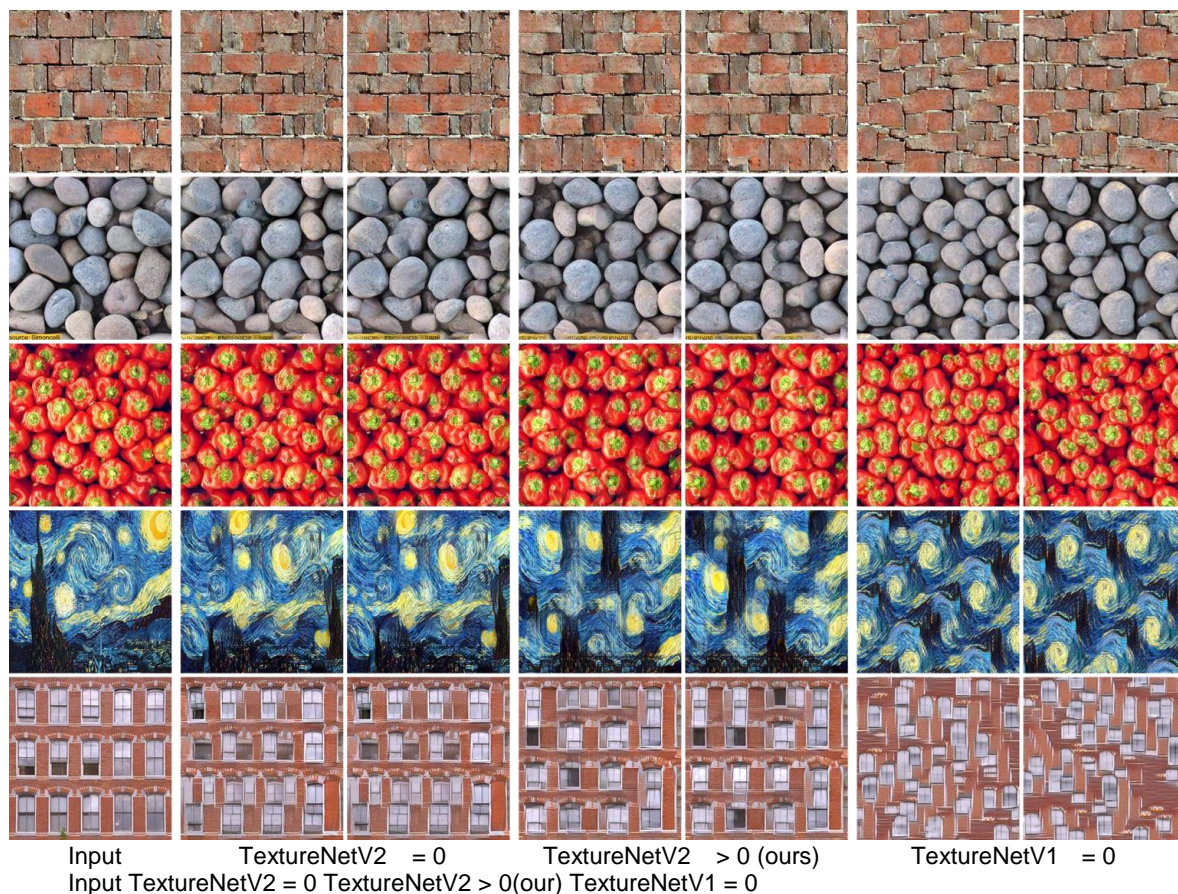 source: Simoncelli
Input TextureNetV2 = 0 TextureNetV2 > 0 (ours) TextureNetV1 = 0
Input TextureNetV2 = 0 TextureNetV2 > 0(our) TextureNetV1 = 0